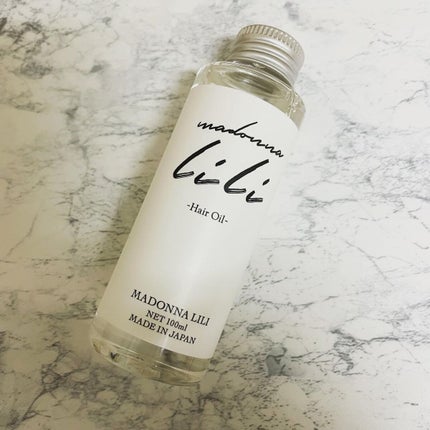 madonna
LiLi
-Hair Oil-
MADONNA LILI
NET 100ml
MADE IN JAPAN